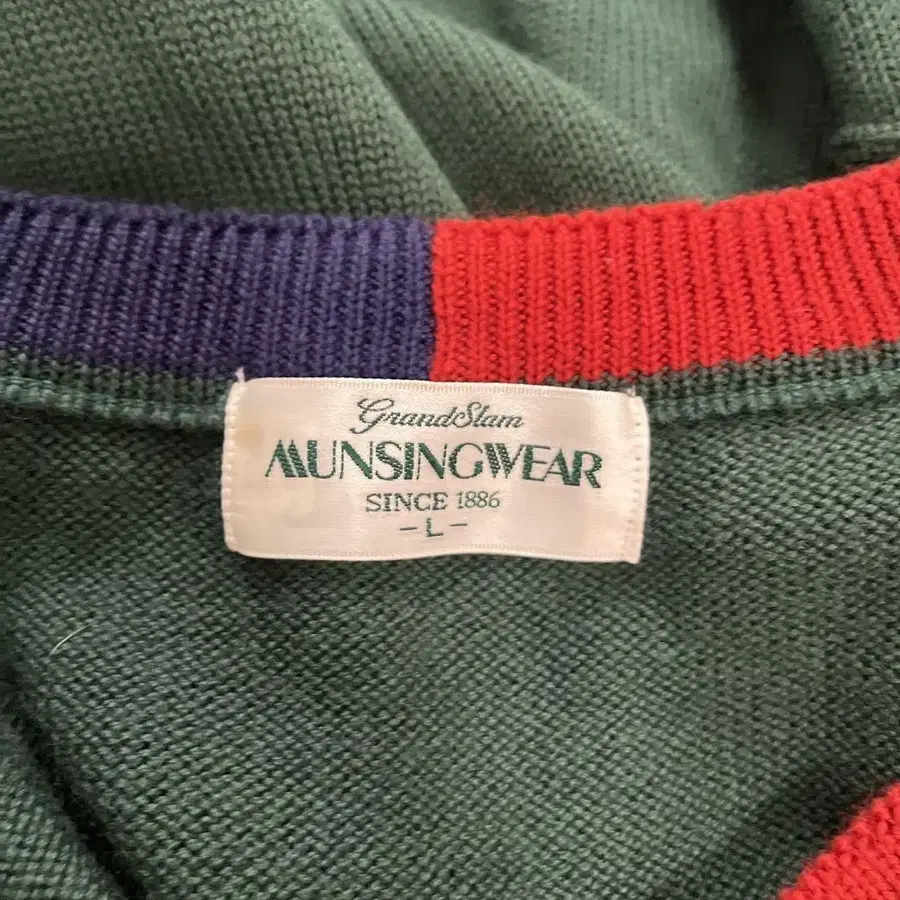 GrandSlam
MUNSINGWEAR
SINCE 1886
-L-